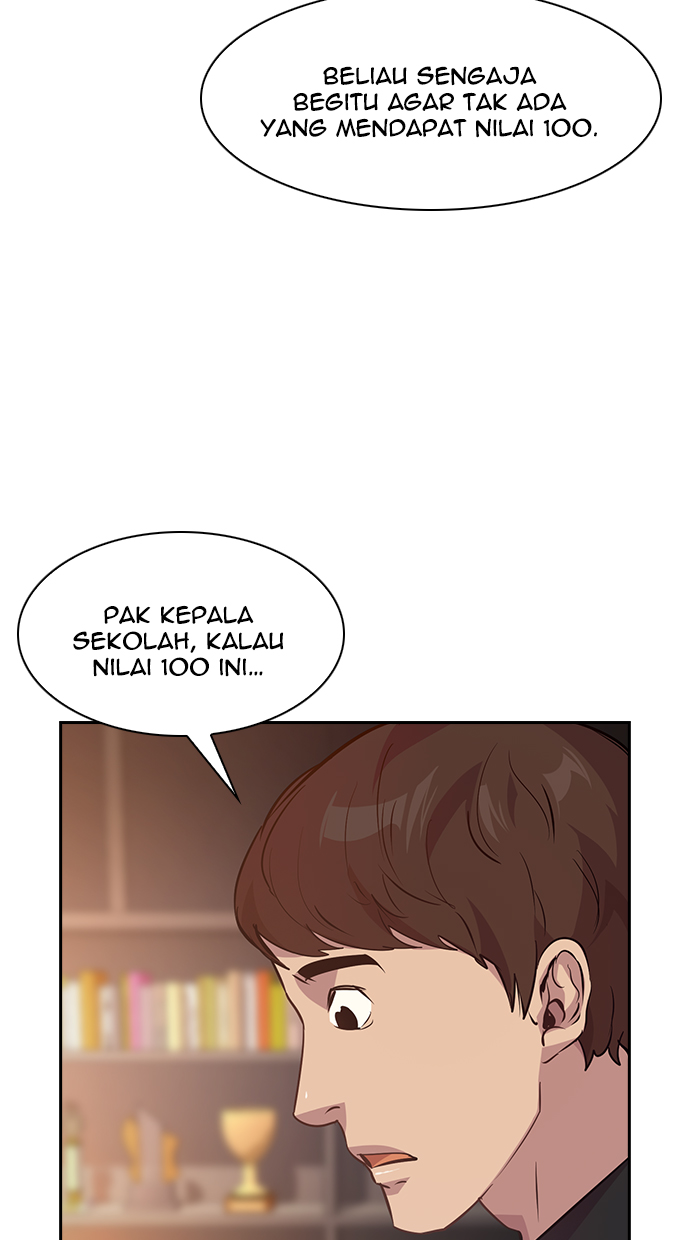 BELIAU SENGAJA
BEGITU AGAR TAK ADA
YANG MENDAPAT NILAI 100.
PAK KEPALA
SEKOLAH, KALAU
NILAI 100 INI...